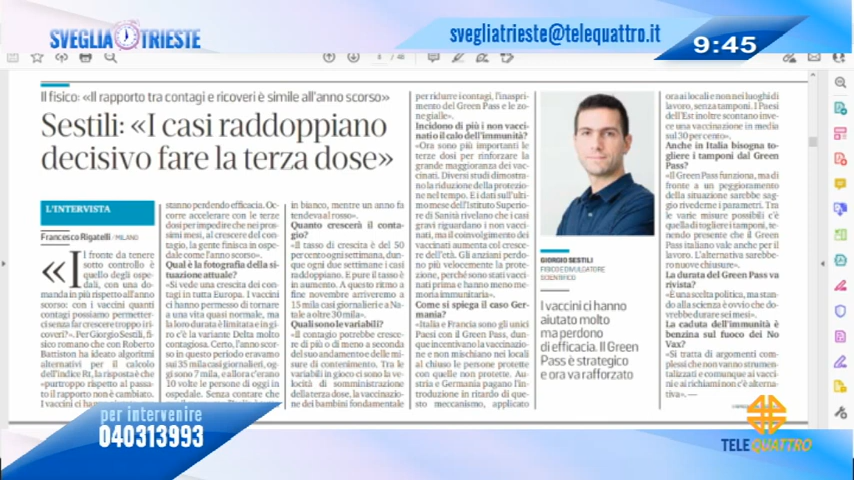 SVEGLIA TRIESTE
svegliatrieste@telequattro.it
9:45
Il fisico: «Il rapporto tra contagi e ricoveri è simile all'anno scorso»
Sestili: «I casi raddoppiano
decisivo fare la terza dose»
L'INTERVISTA
Francesco Rigatelli / MILANO
«Il fronte da tenere
sotto controllo è
quello degli ospe-
dali, con una do-
manda in più rispetto all'anno
scorso: con i vaccini quanti
contagi possiamo permetter-
ci senza far crescere troppo i ri-
coveri?». Per Giorgio Sestili,
fisico romano che con Roberto
Battiston ha ideato algoritmi
alternativi per il calcolo
dell'indice Rt, la risposta è che
«purtroppo rispetto al passa-
to il rapporto non è cambiato.
I vaccini ci
stanno perdendo efficacia. Oc-
corre accelerare con le terze
dosi per impedire che nei pros-
simi mesi, al crescere del con-
tagio, la gente finisca in ospe-
dale come l'anno scorso».
Qual è la fotografia della si-
tuazione attuale?
«Si vede una crescita dei con-
tagi in tutta Europa. I vaccini
ci hanno permesso di tornare
a una vita quasi normale, ma
la loro durata è limitata e in gi-
ro c'è la variante Delta molto
contagiosa. Certo, l'anno scor-
so in questo periodo eravamo
sui 35 mila casi giornalieri, og-
gi sono 7 mila, e allora c'erano
10 volte le persone di oggi in
ospedale. Senza contare che
in bianco, mentre un anno fa
tendeva al rosso».
Quanto crescerà il conta-
gio?
«Il tasso di crescita è del 50
per cento ogni settimana, dun-
que ogni due settimane i casi
raddoppiano. E pure il tasso è
in aumento. A questo ritmo a
fine novembre arriveremo a
15 mila casi giornalieri e a Na-
tale a oltre 30 mila».
Quali sono le variabili?
«Il contagio potrebbe cresce-
re di più o di meno a seconda
del suo andamento e delle mi-
sure di contenimento. Tra le
variabili in gioco ci sono la ve-
locità di somministrazione
della terza dose, la vaccinazio-
ne dei bambini fondamentale
per ridurre i contagi, l'inaspri-
mento del Green Pass e le zo-
ne gialle».
Incidono di più i non vacci-
nati o il calo dell'immunità?
«Ora sono più importanti le
terze dosi per rinforzare la
grande maggioranza dei vac-
cinati. Diversi studi dimostra-
no la riduzione della protezio-
ne nel tempo. E i dati sull'ulti-
mo mese dell'Istituto Superio-
re di Sanità rivelano che i casi
gravi riguardano i non vacci-
nati, ma il coinvolgimento dei
vaccinati aumenta col cresce-
re dell'età. Gli anziani perdo-
no più velocemente la prote-
zione, perché sono stati vacci-
nati prima e hanno meno me-
moria immunitaria».
Come si spiega il caso Ger-
mania?
«Italia e Francia sono gli unici
Paesi con il Green Pass, dun-
que incentivano la vaccinazio-
ne e non mischiano nei locali
al chiuso le persone protette
con quelle non protette. Au-
stria e Germania pagano l'in-
troduzione in ritardo di que-
sto meccanismo, applicato
GIORGIO SESTILI
FISICO E DIVULGATORE
SCIENTIFICO
I vaccini ci hanno
aiutato molto
ma perdono
di efficacia. Il Green
Pass è strategico
e ora va rafforzato
ora ai locali e non nei luoghi di
lavoro, senza tamponi. I Paesi
dell'Est inoltre scontano inve-
ce una vaccinazione in media
sul 30 per cento».
Anche in Italia bisogna to-
gliere i tamponi dal Green
Pass?
«Il Green Pass funziona, ma di
fronte a un peggioramento
della situazione sarebbe sag-
gio rivederne i parametri. Tra
le varie misure possibili c'è
quella di togliere i tamponi, te-
nendo presente che il Green
Pass italiano vale anche per il
lavoro. L'alternativa sarebbe-
ro nuove chiusure».
La durata del Green Pass va
rivista?
«È una scelta politica, ma stan-
do alla scienza è ovvio che do-
vrebbe durare sei mesi».
La caduta dell'immunità è
benzina sul fuoco dei No
Vax?
«Si tratta di argomenti com-
plessi che non vanno strumen-
talizzati e comunque ai vacci-
ni e ai richiami non c'è alterna-
tiva».—
per intervenire
040313993
TELEQUATTRO